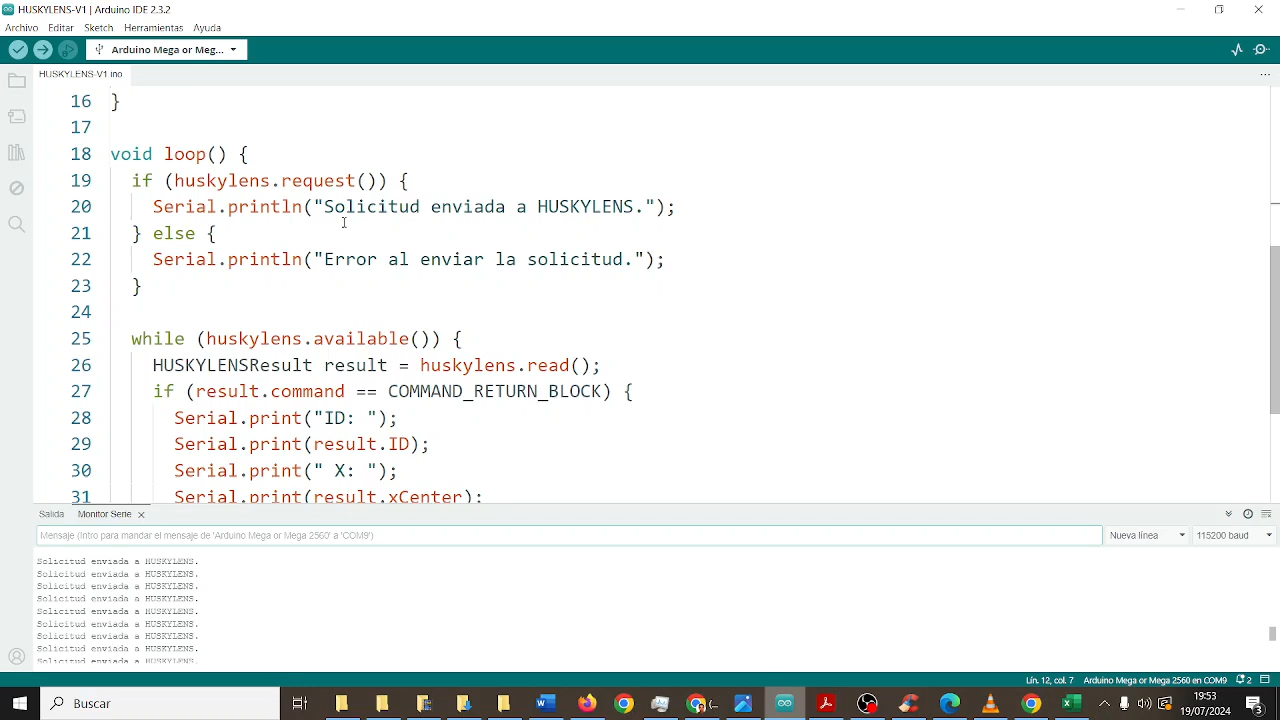 HUSKYLENS-V1 | Arduino IDE 2.3.2
Archivo Editar Sketch Herramientas Ayuda
Arduino Mega or Meg...
HUSKYLENS-V1.ino
16 }
17
18 void loop() {
19 if (huskylens.request()) {
20 Serial.println("Solicitud enviada a HUSKYLENS.");
21 } else {
22 Serial.println("Error al enviar la solicitud.");
23 }
24
25 while (huskylens.available()) {
26 HUSKYLENSResult result = huskylens.read();
27 if (result.command == COMMAND_RETURN_BLOCK) {
28 Serial.print("ID: ");
29 Serial.print(result.ID);
30 Serial.print(" X: ");
31 Serial.print(result.xCenter);
Salida Monitor Serie
Mensaje (Intro para mandar el mensaje de 'Arduino Mega or Mega 2560' a 'COM9')
Nueva línea 115200 baud
Solicitud enviada a HUSKYLENS.
Solicitud enviada a HUSKYLENS.
Solicitud enviada a HUSKYLENS.
Solicitud enviada a HUSKYLENS.
Solicitud enviada a HUSKYLENS.
Solicitud enviada a HUSKYLENS.
Solicitud enviada a HUSKYLENS.
Solicitud enviada a HUSKYLENS.
Solicitud enviada a HUSKYLENS.
Lín. 12, col. 7 Arduino Mega or Mega 2560 en COM9 2
Buscar
19:53
19/07/2024